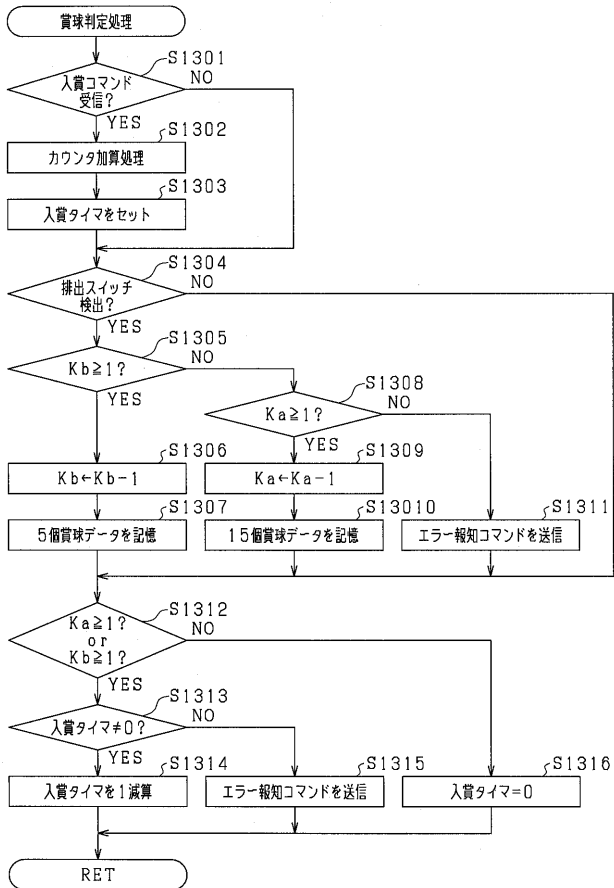 賞球判定処理
S1301
入賞コマンド
受信?
NO
YES
S1302
カウンタ加算処理
S1303
入賞タイマをセット
S1304
排出スイッチ
検出?
NO
YES
S1305
Kb≧1?
NO
YES
S1308
Ka≧1?
NO
YES
S1306
Kb←Kb-1
S1309
Ka←Ka-1
S1307
5個賞球データを記憶
S13010
15個賞球データを記憶
S1311
エラー報知コマンドを送信
S1312
Ka≧1?
or
Kb≧1?
NO
YES
S1313
入賞タイマ≠0?
NO
YES
S1314
入賞タイマを1減算
S1315
エラー報知コマンドを送信
S1316
入賞タイマ=0
RET